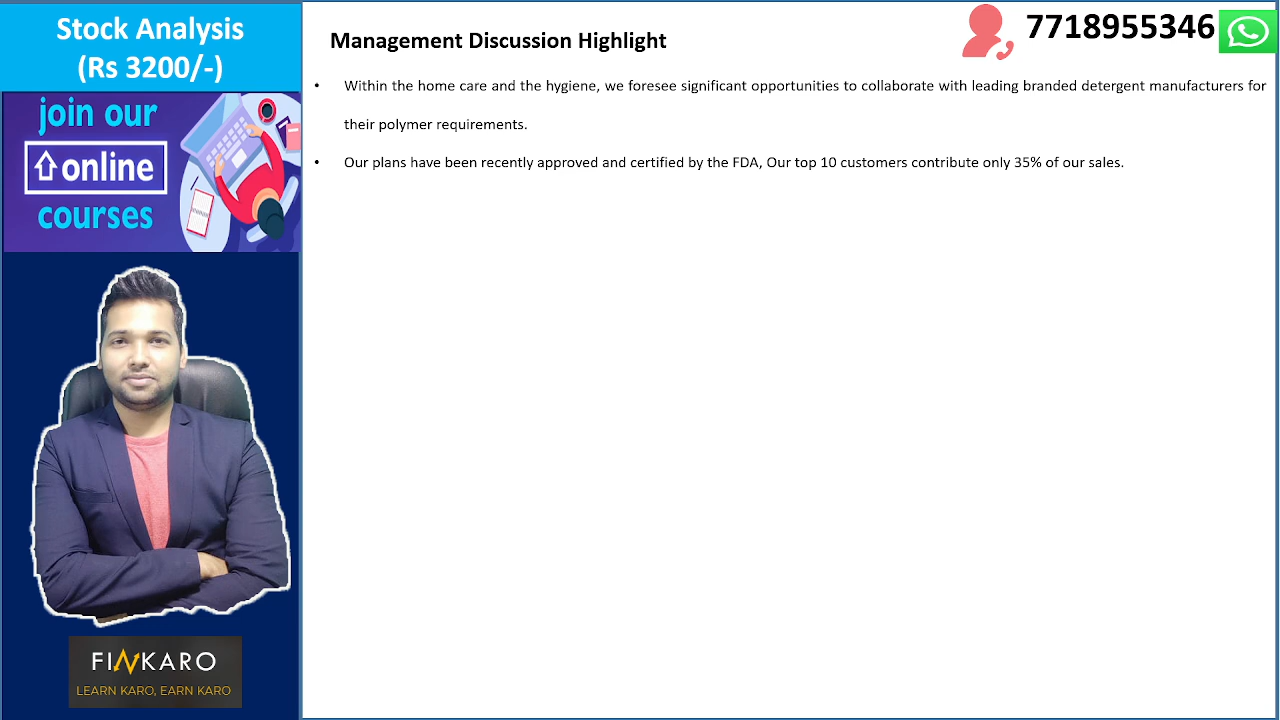 Stock Analysis
(Rs 3200/-)
join our
online
courses
FINKARO
LEARN KARO, EARN KARO
Management Discussion Highlight
7718955346
• Within the home care and the hygiene, we foresee significant opportunities to collaborate with leading branded detergent manufacturers for
their polymer requirements.
• Our plans have been recently approved and certified by the FDA, Our top 10 customers contribute only 35% of our sales.